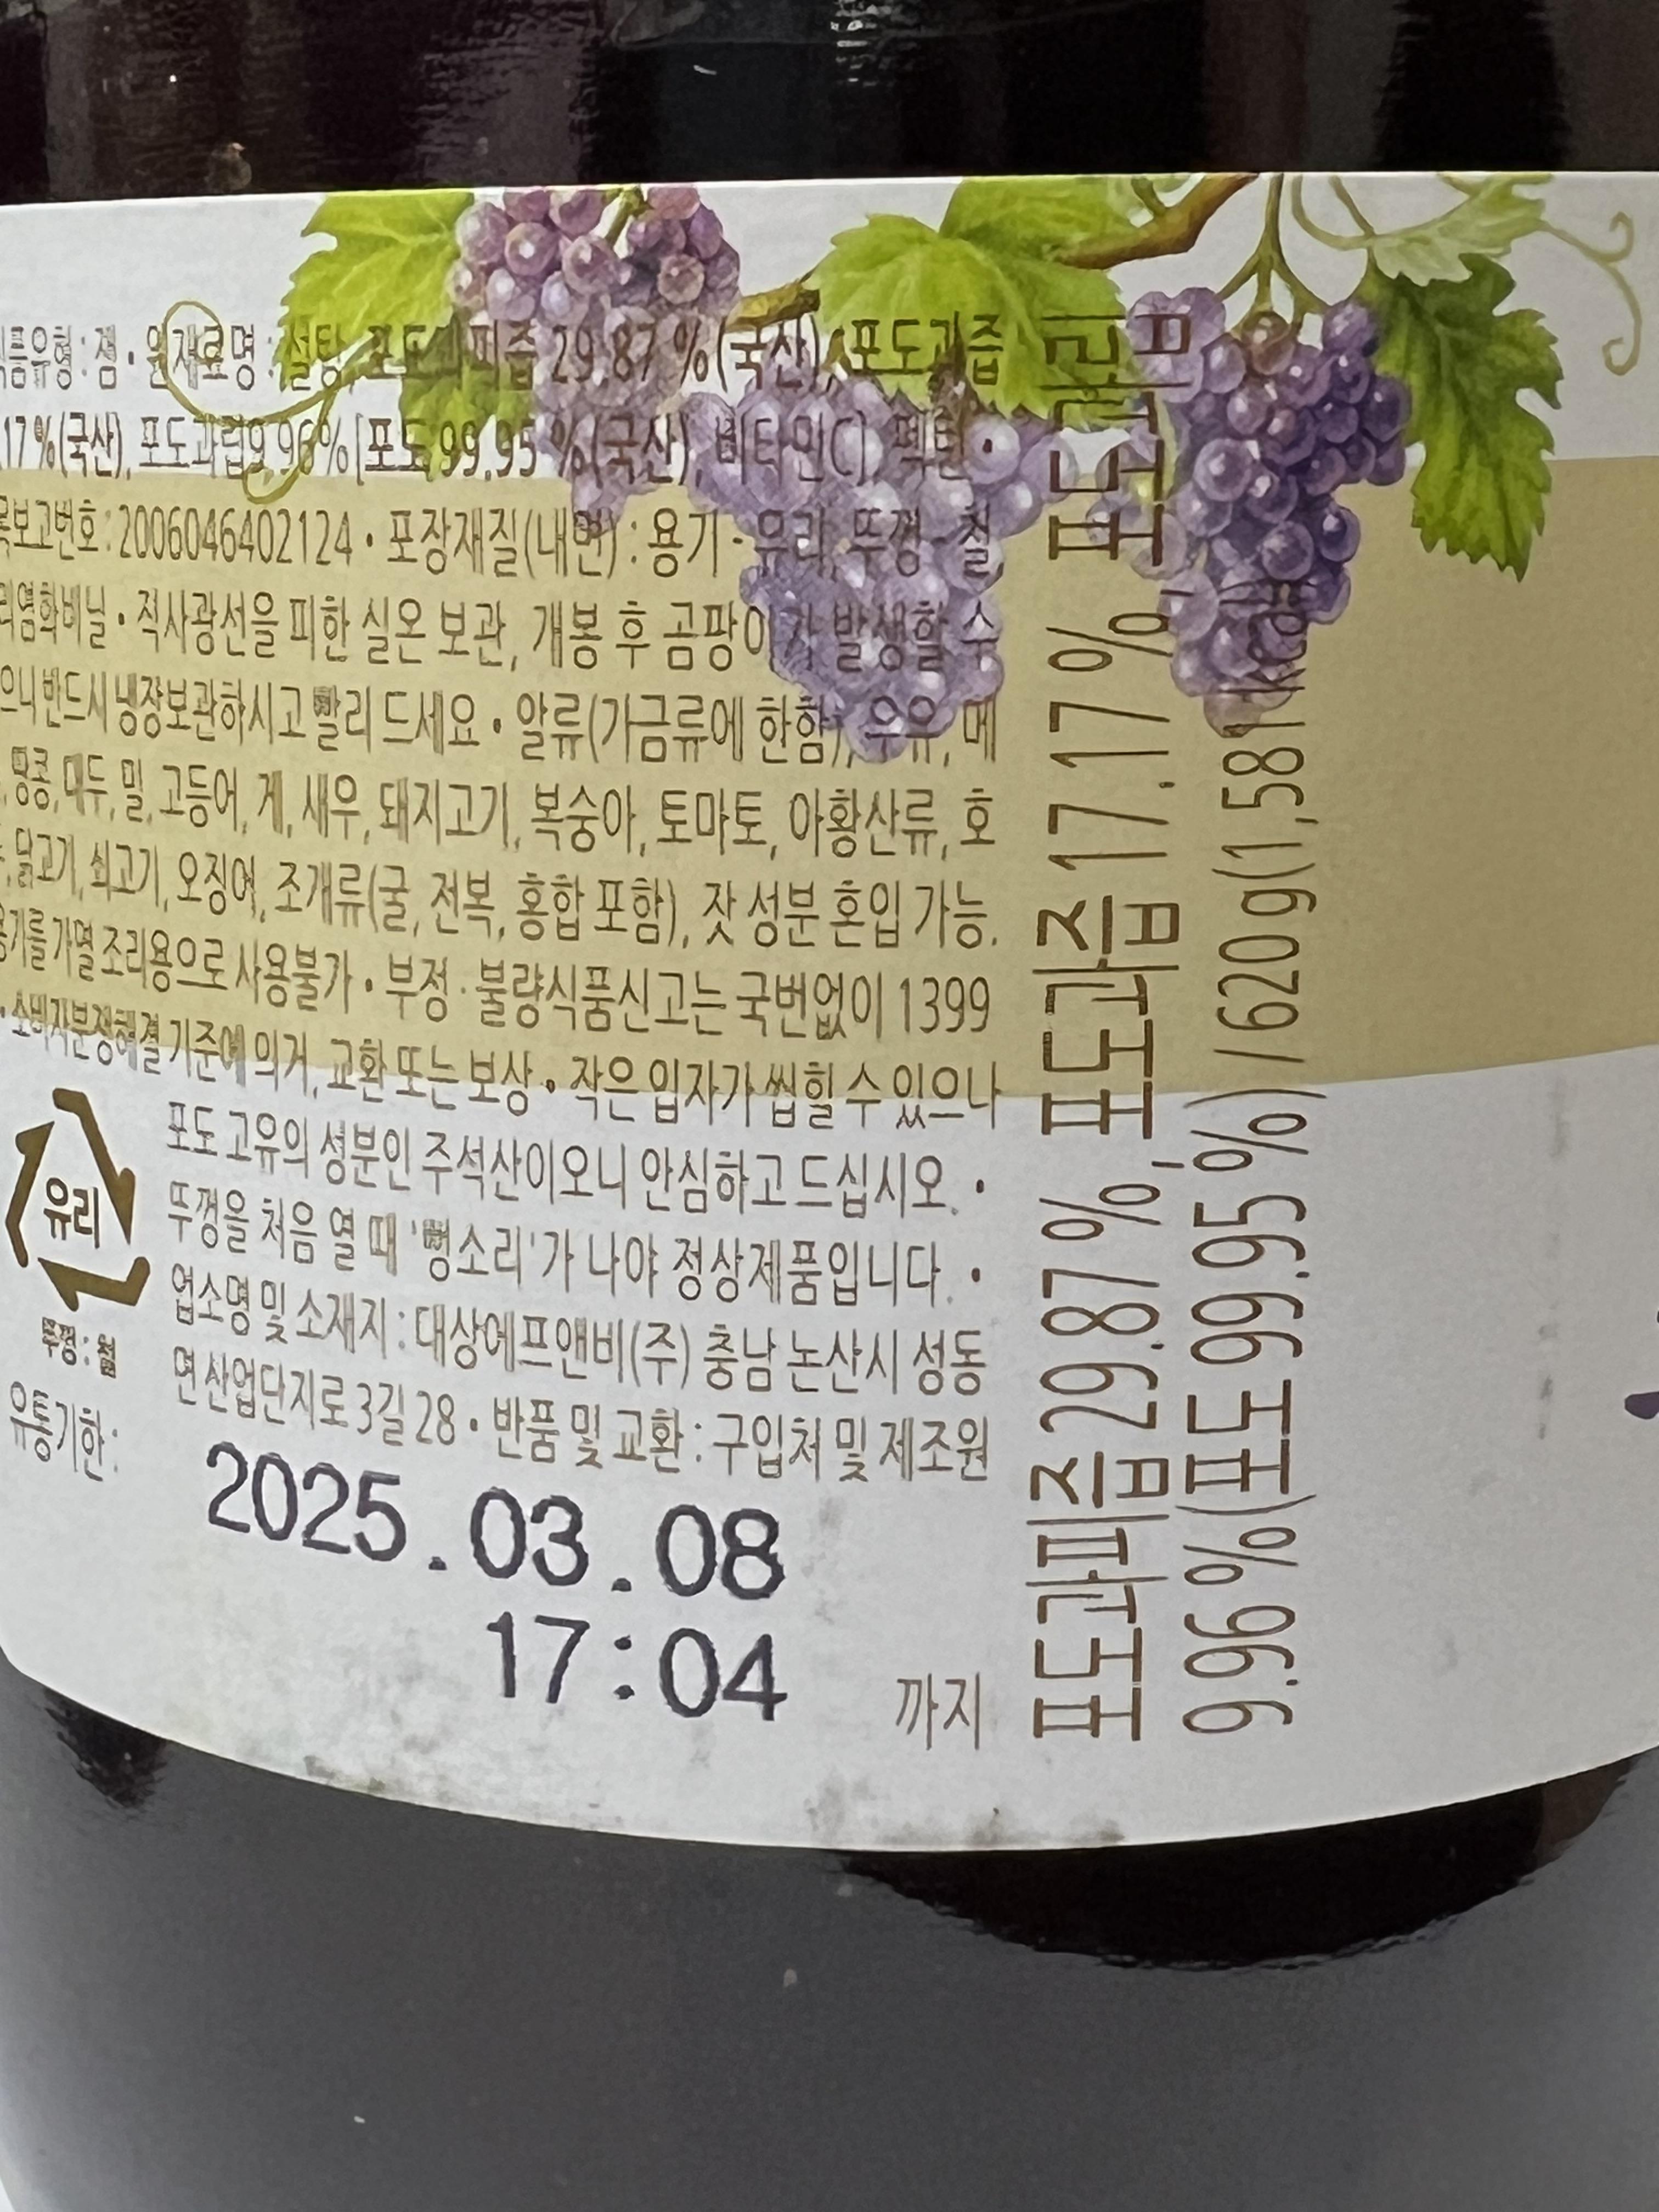 식품유형 : 잼 • 원재료명 : 설탕, 포도과피즙 29.87 %(국산), 포도과즙
17 %(국산), 포도과립9.96%[포도 99.95 %(국산), 비타민C], 펙틴 •
목보고번호 : 2006046402124 • 포장재질(내면) : 용기 - 유리, 뚜껑 - 칠,
리염화비닐 • 직사광선을 피한 실온 보관, 개봉 후 곰팡이가 발생할 수
으니 반드시 냉장보관하시고 빨리 드세요 • 알류(가금류에 한함), 우유, 메
, 땅콩, 대두, 밀, 고등어, 게, 새우, 돼지고기, 복숭아, 토마토, 아황산류, 호
, 닭고기, 쇠고기, 오징어, 조개류(굴, 전복, 홍합 포함), 잣 성분 혼입 가능.
용기를 가열 조리용으로 사용불가 • 부정 · 불량식품신고는 국번없이 1399
• 소비자분쟁해결 기준에 의거, 교환 또는 보상 • 작은 입자가 씹힐 수 있으나
포도 고유의 성분인 주석산이오니 안심하고 드십시오. •
뚜껑을 처음 열 때 '뻥소리'가 나야 정상제품입니다. •
업소명 및 소재지 : 대상에프앤비(주) 충남 논산시 성동
면 산업단지로 3길 28 • 반품 및 교환 : 구입처 및 제조원
유리
뚜껑 : 철
유통기한 :
2025.03.08
17:04
까지
포도과피즙 29.87 %, 포도과즙 17.17 %, 포도과립
9.96 %(포도 99.95 %) / 620 g(1,581 kcal)